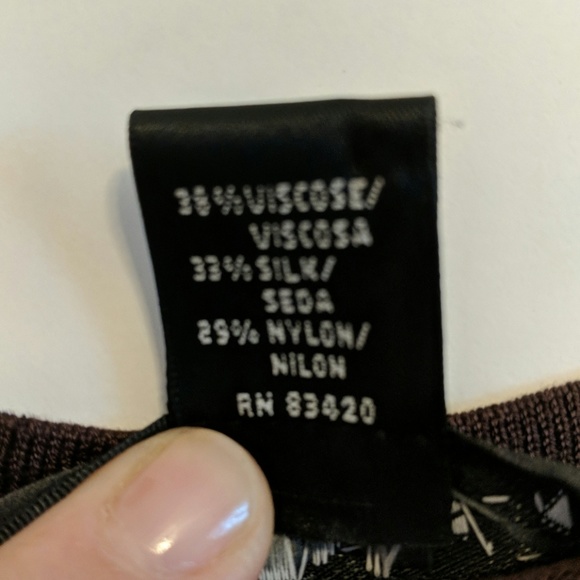 38%VISCOSE/
VISCOSA
33%SILK/
SEDA
29% NYLON/
NILON
RN 83420